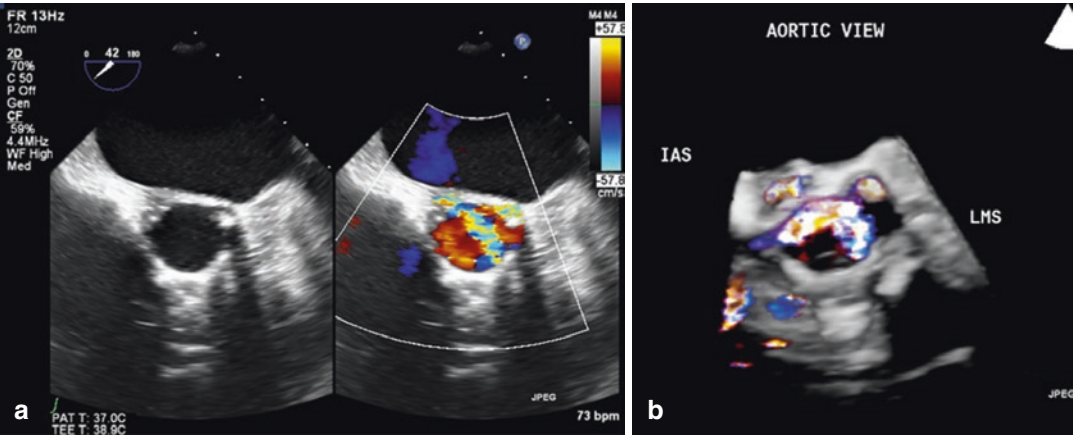 FR 13Hz
12cm
2D
70%
C 50
P Off
Gen
CF
59%
4.4MHz
WF High
Med
0 42 180
P
M4 M4
+57.8
-57.8
cm/s
JPEG
PAT T: 37.0C
TEE T: 38.9C
73 bpm
a
AORTIC VIEW
IAS
LMS
JPEG
b